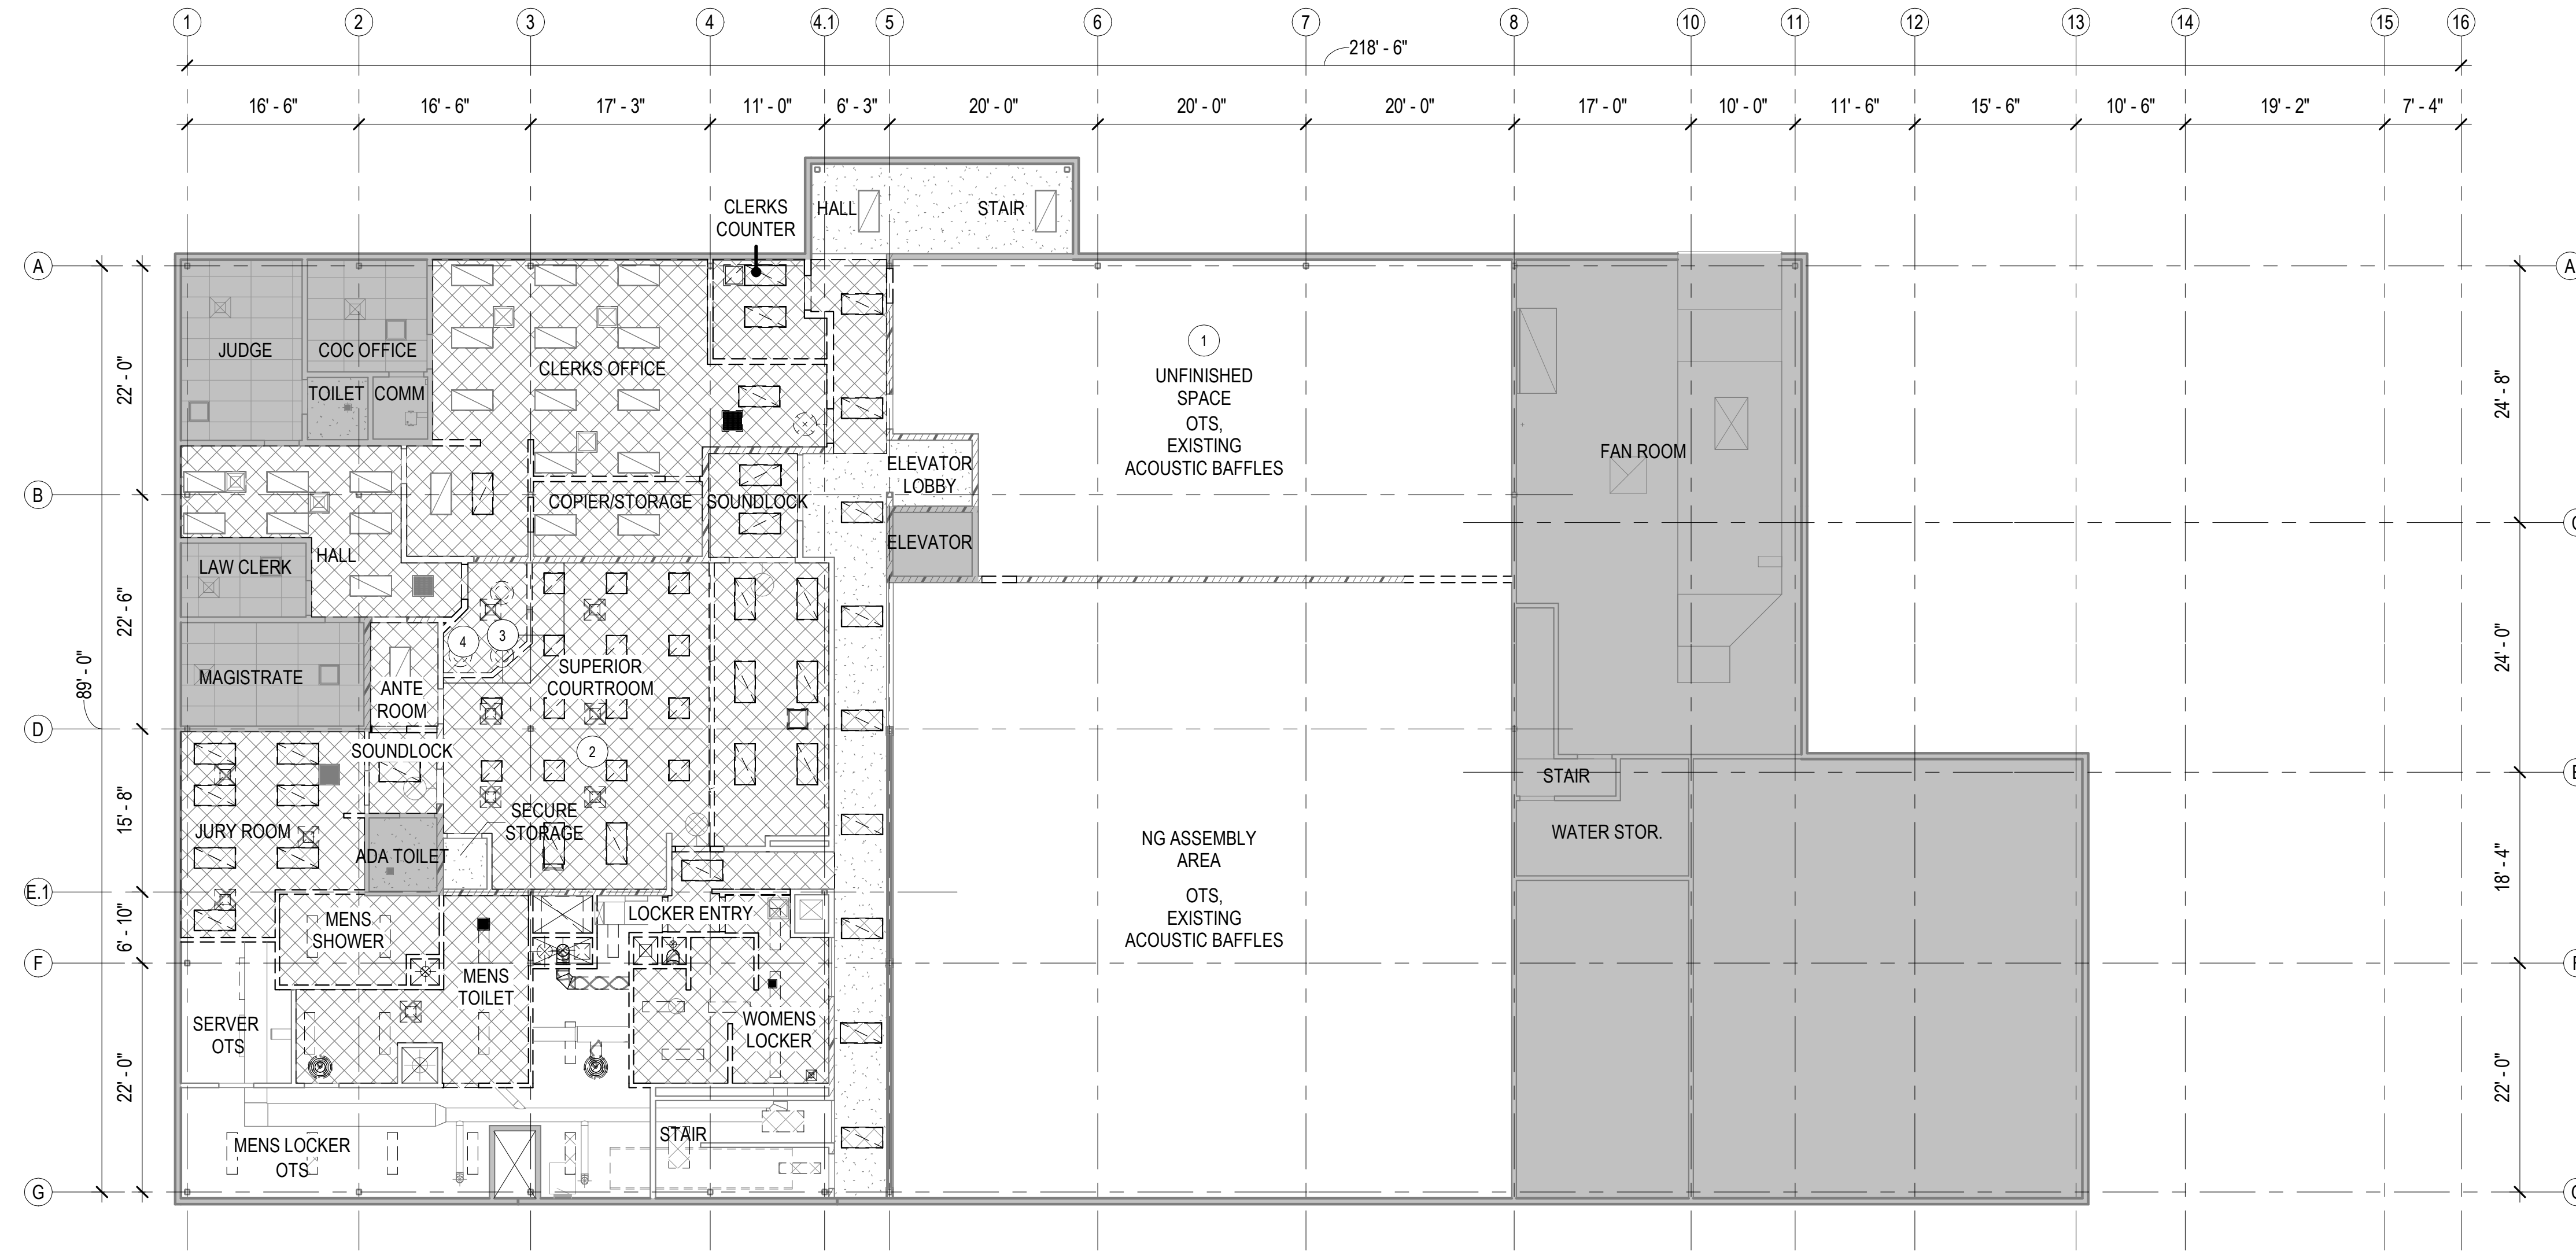 1 2 3 4 4.1 5 6 7 8 10 11 12 13 14 15 16
218' - 6"
16' - 6" 16' - 6" 17' - 3" 11' - 0" 6' - 3" 20' - 0" 20' - 0" 20' - 0" 17' - 0" 10' - 0" 11' - 6" 15' - 6" 10' - 6" 19' - 2" 7' - 4"
CLERKS
COUNTER
HALL
STAIR
A
A
JUDGE
COC OFFICE
CLERKS OFFICE
TOILET
COMM
22' - 0"
1
UNFINISHED
SPACE
OTS,
EXISTING
ACOUSTIC BAFFLES
24' - 8"
FAN ROOM
ELEVATOR
LOBBY
B
COPIER/STORAGE
SOUNDLOCK
ELEVATOR
HALL
LAW CLERK
22' - 6"
4
3
24' - 0"
89' - 0"
MAGISTRATE
ANTE
ROOM
SUPERIOR
COURTROOM
D
SOUNDLOCK
2
STAIR
15' - 8"
JURY ROOM
SECURE
STORAGE
ADA TOILET
NG ASSEMBLY
AREA
OTS,
EXISTING
ACOUSTIC BAFFLES
WATER STOR.
18' - 4"
E.1
6' - 10"
MENS
SHOWER
LOCKER ENTRY
F
MENS
TOILET
SERVER
OTS
WOMENS
LOCKER
22' - 0"
22' - 0"
MENS LOCKER
OTS
STAIR
G